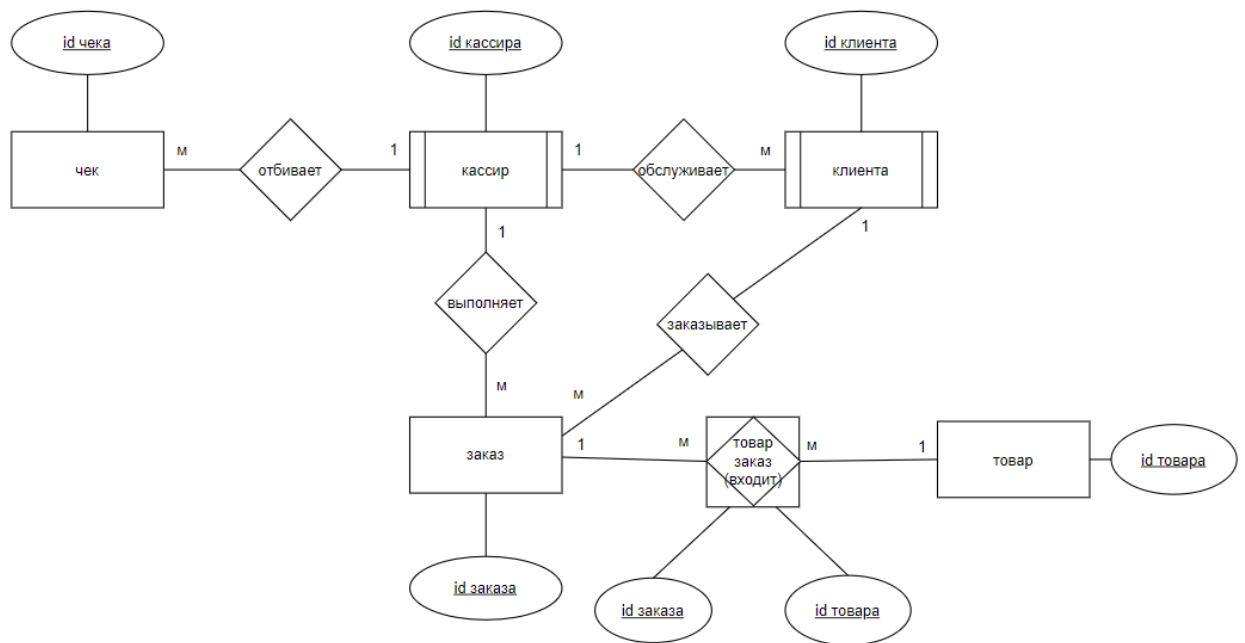 id чека
id кассира
id клиента
чек
м
отбивает
1
кассир
1
обслуживает
м
клиента
1
1
выполняет
заказывает
м
м
заказ
1
м
товар
заказ
(входит)
м
1
товар
id товара
id заказа
id заказа
id товара